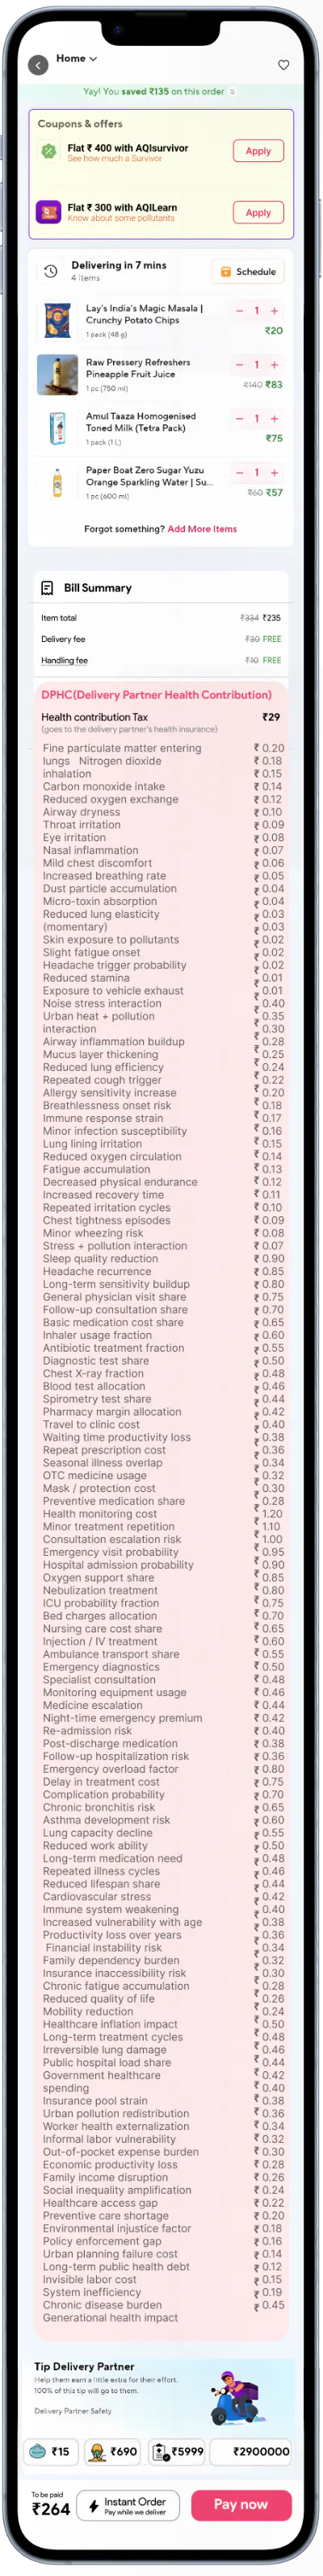 Home
Yay! You saved ₹135 on this order
Coupons & offers
Flat ₹ 400 with AQIsurvivor
See how much a Survivor
Apply
Flat ₹ 300 with AQILearn
Know about some pollutants
Apply
Delivering in 7 mins
4 items
Schedule
Lay's India's Magic Masala |
Crunchy Potato Chips
1 pack (48 g)
− 1 +
₹20
Raw Pressery Refreshers
Pineapple Fruit Juice
1 pc (750 ml)
− 1 +
₹140 ₹83
Amul Taaza Homogenised
Toned Milk (Tetra Pack)
1 pack (1 L)
− 1 +
₹75
Paper Boat Zero Sugar Yuzu
Orange Sparkling Water | Su...
1 pc (600 ml)
− 1 +
₹60 ₹57
Forgot something? Add More Items
Bill Summary
Item total ₹334 ₹235
Delivery fee ₹30 FREE
Handling fee ₹10 FREE
DPHC(Delivery Partner Health Contribution)
Health contribution Tax ₹29
(goes to the delivery partner's health insurance)
Fine particulate matter entering ₹ 0.20
lungs Nitrogen dioxide ₹ 0.18
inhalation ₹ 0.15
Carbon monoxide intake ₹ 0.14
Reduced oxygen exchange ₹ 0.12
Airway dryness ₹ 0.10
Throat irritation ₹ 0.09
Eye irritation ₹ 0.08
Nasal inflammation ₹ 0.07
Mild chest discomfort ₹ 0.06
Increased breathing rate ₹ 0.05
Dust particle accumulation ₹ 0.04
Micro-toxin absorption ₹ 0.04
Reduced lung elasticity ₹ 0.03
(momentary) ₹ 0.03
Skin exposure to pollutants ₹ 0.02
Slight fatigue onset ₹ 0.02
Headache trigger probability ₹ 0.02
Reduced stamina ₹ 0.01
Exposure to vehicle exhaust ₹ 0.01
Noise stress interaction ₹ 0.40
Urban heat + pollution ₹ 0.35
interaction ₹ 0.30
Airway inflammation buildup ₹ 0.28
Mucus layer thickening ₹ 0.25
Reduced lung efficiency ₹ 0.24
Repeated cough trigger ₹ 0.22
Allergy sensitivity increase ₹ 0.20
Breathlessness onset risk ₹ 0.18
Immune response strain ₹ 0.17
Minor infection susceptibility ₹ 0.16
Lung lining irritation ₹ 0.15
Reduced oxygen circulation ₹ 0.14
Fatigue accumulation ₹ 0.13
Decreased physical endurance ₹ 0.12
Increased recovery time ₹ 0.11
Repeated irritation cycles ₹ 0.10
Chest tightness episodes ₹ 0.09
Minor wheezing risk ₹ 0.08
Stress + pollution interaction ₹ 0.07
Sleep quality reduction ₹ 0.90
Headache recurrence ₹ 0.85
Long-term sensitivity buildup ₹ 0.80
General physician visit share ₹ 0.75
Follow-up consultation share ₹ 0.70
Basic medication cost share ₹ 0.65
Inhaler usage fraction ₹ 0.60
Antibiotic treatment fraction ₹ 0.55
Diagnostic test share ₹ 0.50
Chest X-ray fraction ₹ 0.48
Blood test allocation ₹ 0.46
Spirometry test share ₹ 0.44
Pharmacy margin allocation ₹ 0.42
Travel to clinic cost ₹ 0.40
Waiting time productivity loss ₹ 0.38
Repeat prescription cost ₹ 0.36
Seasonal illness overlap ₹ 0.34
OTC medicine usage ₹ 0.32
Mask / protection cost ₹ 0.30
Preventive medication share ₹ 0.28
Health monitoring cost ₹ 1.20
Minor treatment repetition ₹ 1.10
Consultation escalation risk ₹ 1.00
Emergency visit probability ₹ 0.95
Hospital admission probability ₹ 0.90
Oxygen support share ₹ 0.85
Nebulization treatment ₹ 0.80
ICU probability fraction ₹ 0.75
Bed charges allocation ₹ 0.70
Nursing care cost share ₹ 0.65
Injection / IV treatment ₹ 0.60
Ambulance transport share ₹ 0.55
Emergency diagnostics ₹ 0.50
Specialist consultation ₹ 0.48
Monitoring equipment usage ₹ 0.46
Medicine escalation ₹ 0.44
Night-time emergency premium ₹ 0.42
Re-admission risk ₹ 0.40
Post-discharge medication ₹ 0.38
Follow-up hospitalization risk ₹ 0.36
Emergency overload factor ₹ 0.80
Delay in treatment cost ₹ 0.75
Complication probability ₹ 0.70
Chronic bronchitis risk ₹ 0.65
Asthma development risk ₹ 0.60
Lung capacity decline ₹ 0.55
Reduced work ability ₹ 0.50
Long-term medication need ₹ 0.48
Repeated illness cycles ₹ 0.46
Reduced lifespan share ₹ 0.44
Cardiovascular stress ₹ 0.42
Immune system weakening ₹ 0.40
Increased vulnerability with age ₹ 0.38
Productivity loss over years ₹ 0.36
Financial instability risk ₹ 0.34
Family dependency burden ₹ 0.32
Insurance inaccessibility risk ₹ 0.30
Chronic fatigue accumulation ₹ 0.28
Reduced quality of life ₹ 0.26
Mobility reduction ₹ 0.24
Healthcare inflation impact ₹ 0.50
Long-term treatment cycles ₹ 0.48
Irreversible lung damage ₹ 0.46
Public hospital load share ₹ 0.44
Government healthcare ₹ 0.42
spending ₹ 0.40
Insurance pool strain ₹ 0.38
Urban pollution redistribution ₹ 0.36
Worker health externalization ₹ 0.34
Informal labor vulnerability ₹ 0.32
Out-of-pocket expense burden ₹ 0.30
Economic productivity loss ₹ 0.28
Family income disruption ₹ 0.26
Social inequality amplification ₹ 0.24
Healthcare access gap ₹ 0.22
Preventive care shortage ₹ 0.20
Environmental injustice factor ₹ 0.18
Policy enforcement gap ₹ 0.16
Urban planning failure cost ₹ 0.14
Long-term public health debt ₹ 0.12
Invisible labor cost ₹ 0.15
System inefficiency ₹ 0.19
Chronic disease burden ₹ 0.45
Generational health impact
Tip Delivery Partner
Help them earn a little extra for their effort.
100% of this tip will go to them.
Delivery Partner Safety
₹15 ₹690 ₹5999 ₹2900000
To be paid
₹264
Instant Order
Pay while we deliver
Pay now